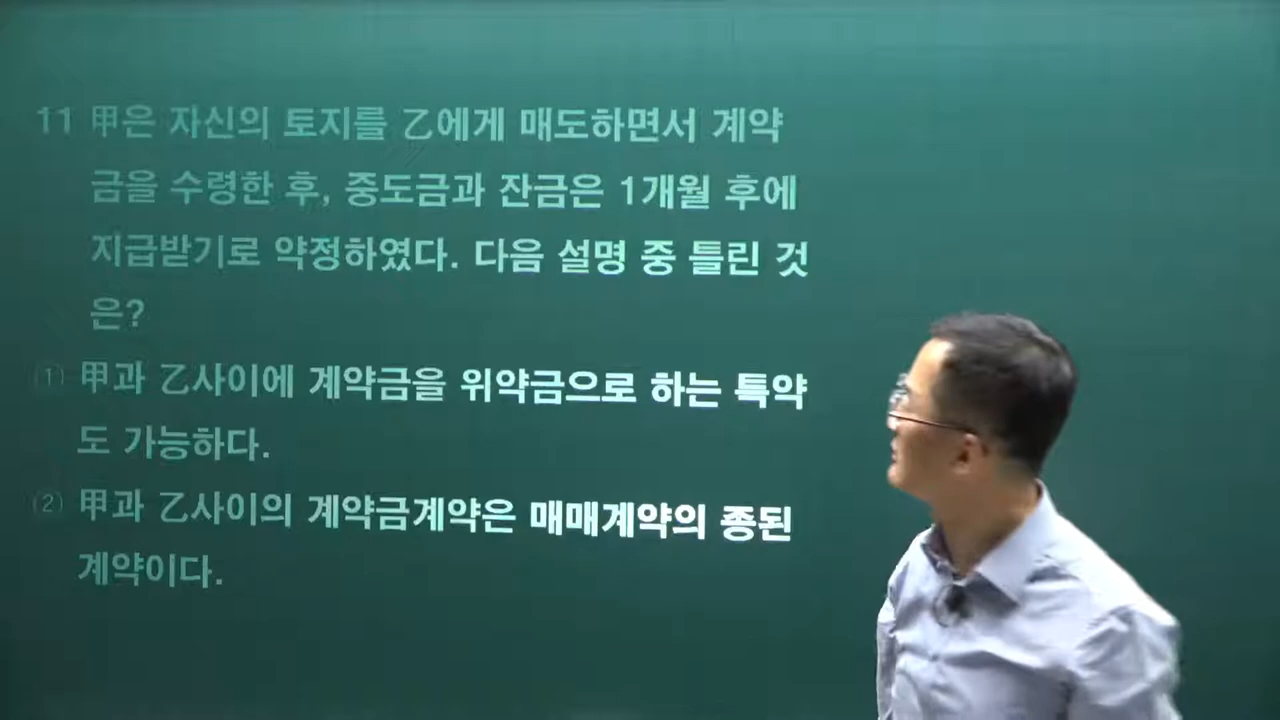 11 甲은 자신의 토지를 乙에게 매도하면서 계약
금을 수령한 후, 중도금과 잔금은 1개월 후에
지급받기로 약정하였다. 다음 설명 중 틀린 것
은?
① 甲과 乙사이에 계약금을 위약금으로 하는 특약
도 가능하다.
② 甲과 乙사이의 계약금계약은 매매계약의 종된
계약이다.